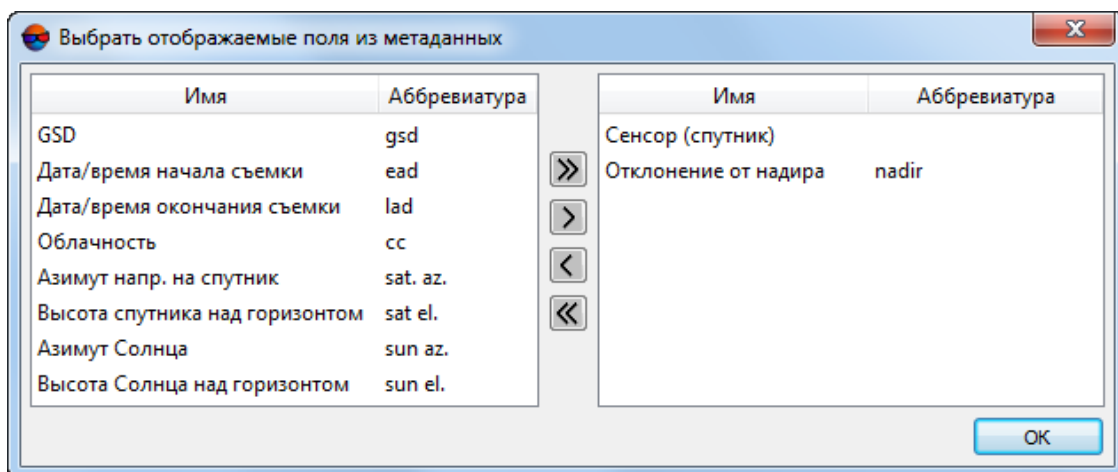 Выбрать отображаемые поля из метаданных
Имя Аббревиатура
GSD gsd
Дата/время начала съемки ead
Дата/время окончания съемки lad
Облачность cc
Азимут напр. на спутник sat. az.
Высота спутника над горизонтом sat el.
Азимут Солнца sun az.
Высота Солнца над горизонтом sun el.
Имя Аббревиатура
Сенсор (спутник)
Отклонение от надира nadir
OK